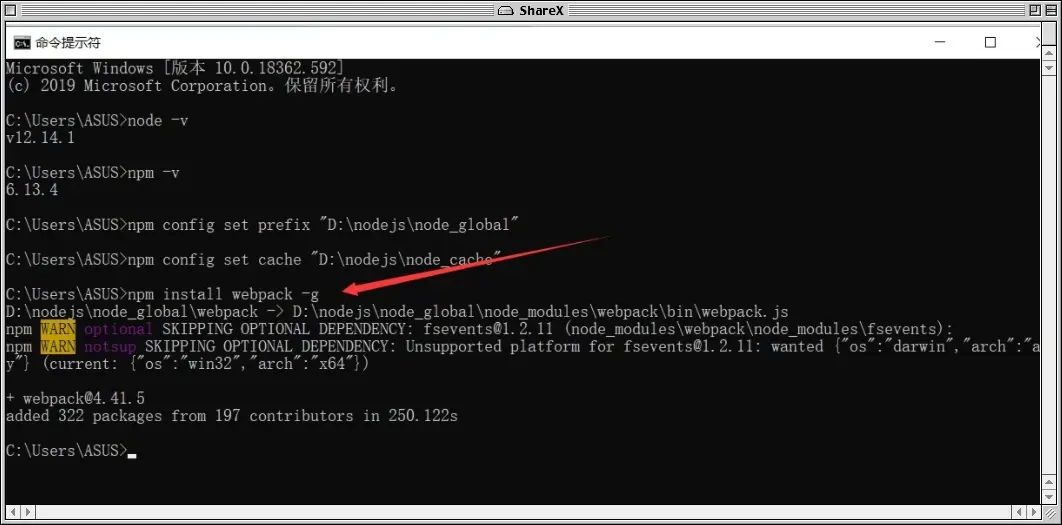 ShareX
命令提示符
Microsoft Windows [版本 10.0.18362.592]
(c) 2019 Microsoft Corporation。保留所有权利。
C:\Users\ASUS>node -v
v12.14.1
C:\Users\ASUS>npm -v
6.13.4
C:\Users\ASUS>npm config set prefix "D:\nodejs\node_global"
C:\Users\ASUS>npm config set cache "D:\nodejs\node_cache"
C:\Users\ASUS>npm install webpack -g
D:\nodejs\node_global\webpack -> D:\nodejs\node_global\node_modules\webpack\bin\webpack.js
npm WARN optional SKIPPING OPTIONAL DEPENDENCY: fsevents@1.2.11 (node_modules\webpack\node_modules\fsevents):
npm WARN notsup SKIPPING OPTIONAL DEPENDENCY: Unsupported platform for fsevents@1.2.11: wanted {"os":"darwin","arch":"a
y"} (current: {"os":"win32","arch":"x64"})
+ webpack@4.41.5
added 322 packages from 197 contributors in 250.122s
C:\Users\ASUS>